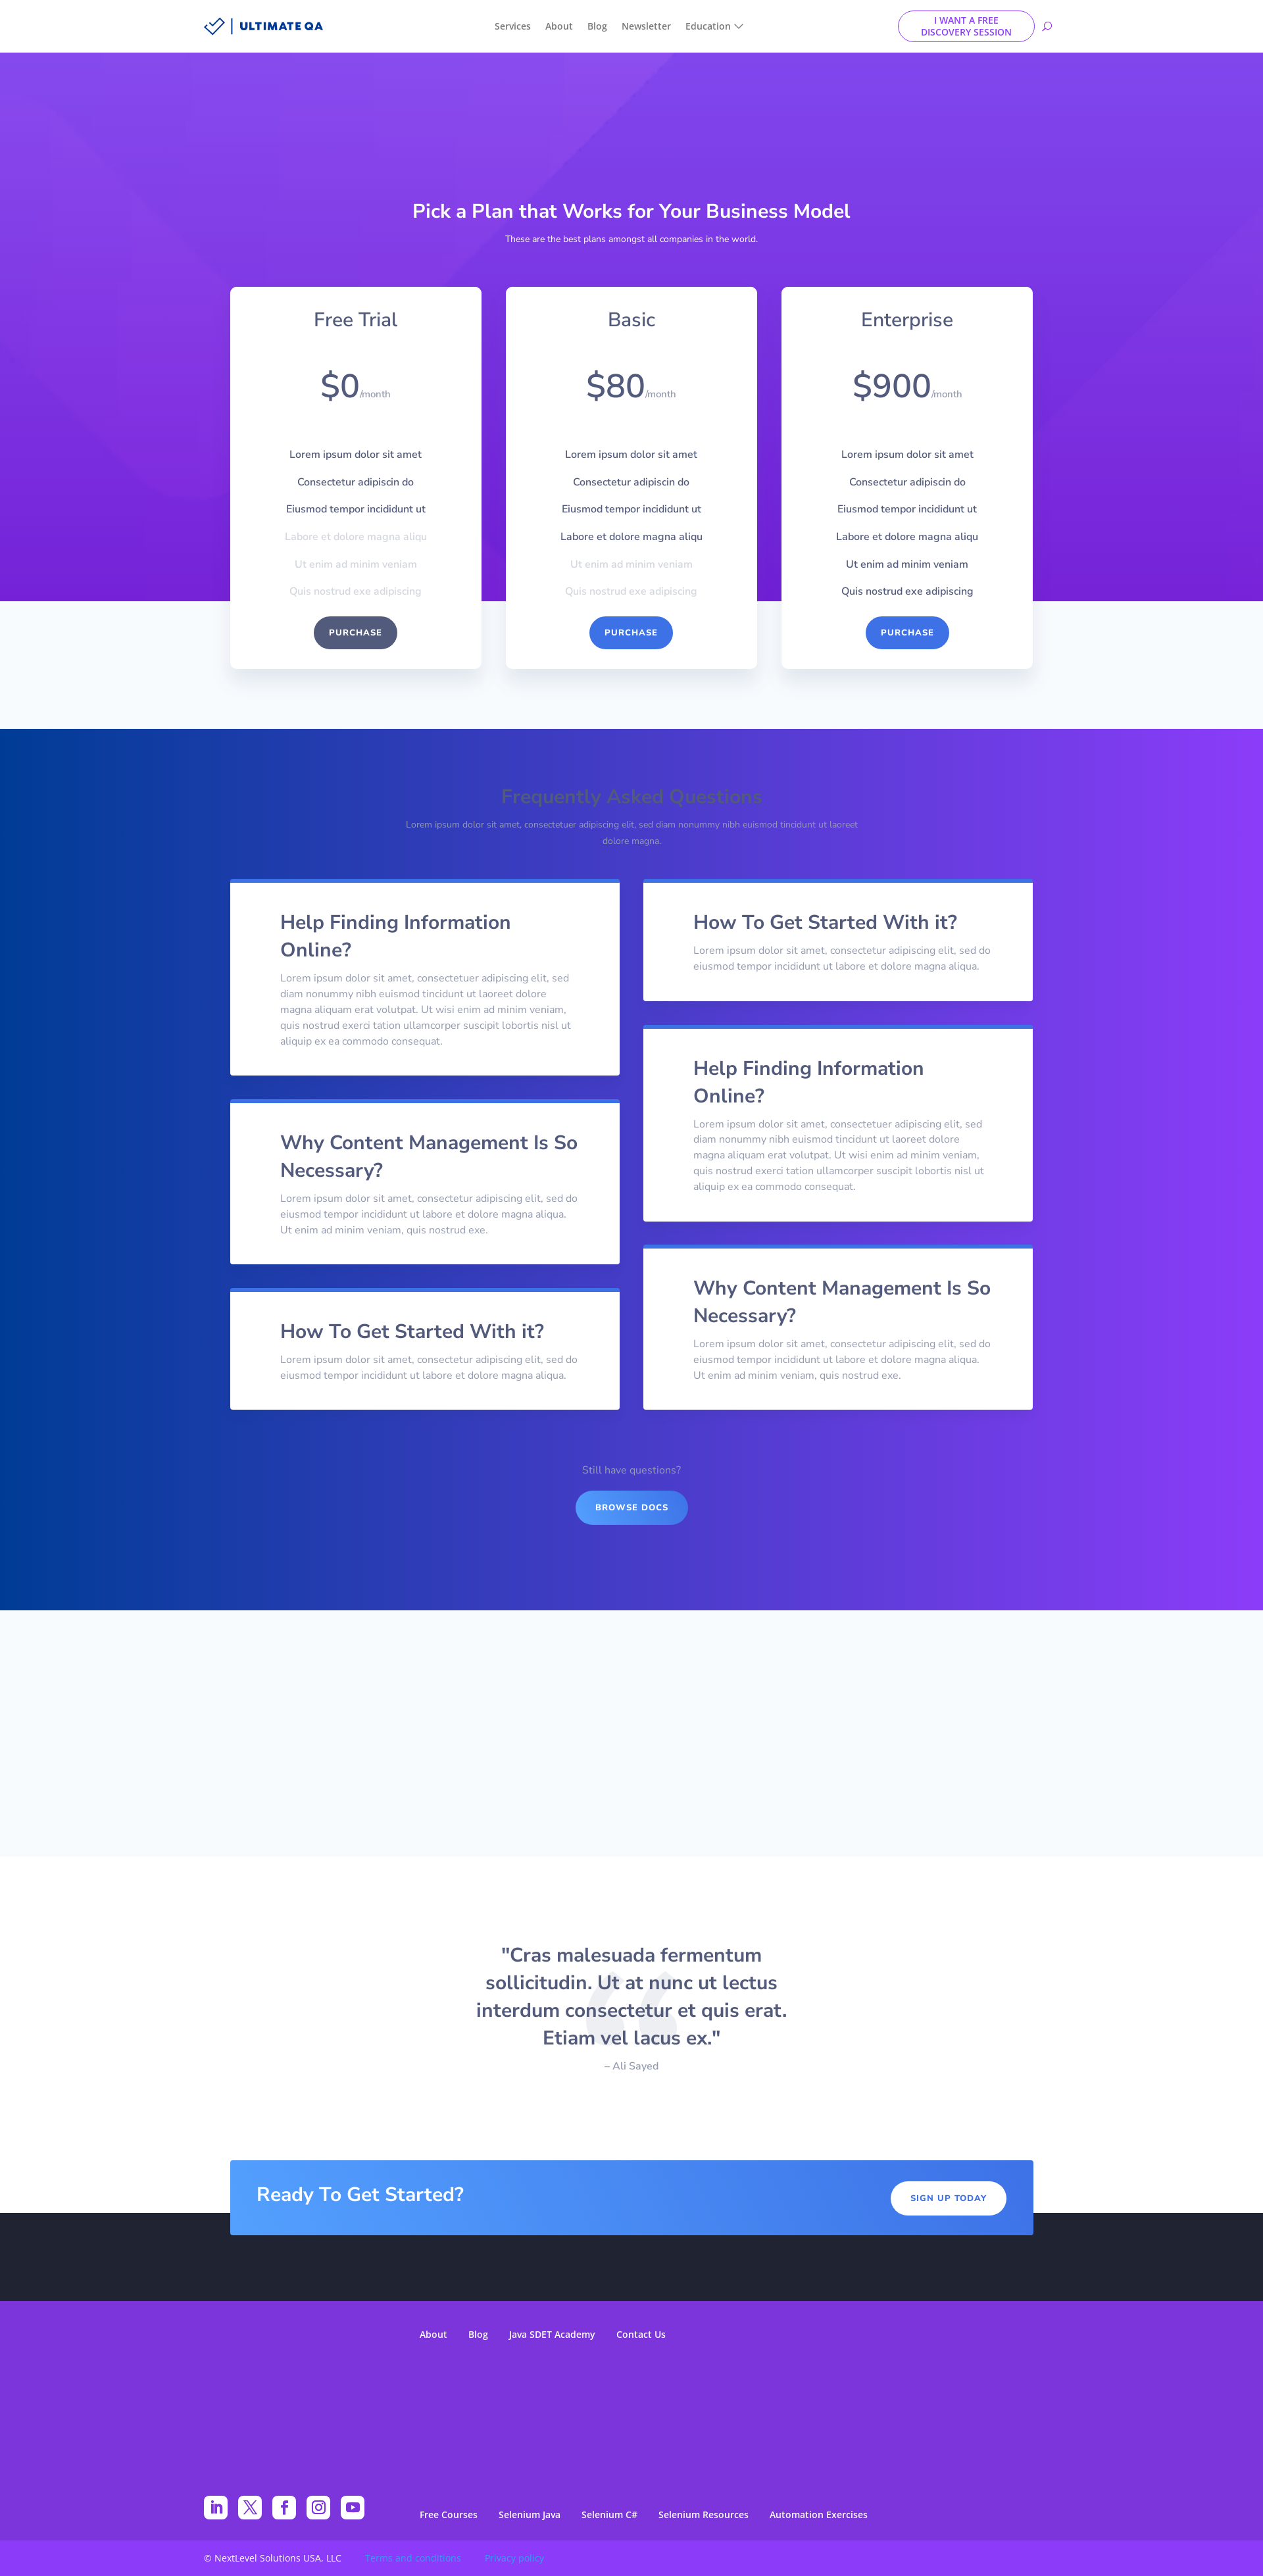 ULTIMATE QA
Services About Blog Newsletter Education
I WANT A FREE
DISCOVERY SESSION
Pick a Plan that Works for Your Business Model
These are the best plans amongst all companies in the world.
Free Trial
$0/month
Lorem ipsum dolor sit amet
Consectetur adipiscin do
Eiusmod tempor incididunt ut
Labore et dolore magna aliqu
Ut enim ad minim veniam
Quis nostrud exe adipiscing
PURCHASE
Basic
$80/month
Lorem ipsum dolor sit amet
Consectetur adipiscin do
Eiusmod tempor incididunt ut
Labore et dolore magna aliqu
Ut enim ad minim veniam
Quis nostrud exe adipiscing
PURCHASE
Enterprise
$900/month
Lorem ipsum dolor sit amet
Consectetur adipiscin do
Eiusmod tempor incididunt ut
Labore et dolore magna aliqu
Ut enim ad minim veniam
Quis nostrud exe adipiscing
PURCHASE
Frequently Asked Questions
Lorem ipsum dolor sit amet, consectetuer adipiscing elit, sed diam nonummy nibh euismod tincidunt ut laoreet
dolore magna.
Help Finding Information
Online?
Lorem ipsum dolor sit amet, consectetuer adipiscing elit, sed
diam nonummy nibh euismod tincidunt ut laoreet dolore
magna aliquam erat volutpat. Ut wisi enim ad minim veniam,
quis nostrud exerci tation ullamcorper suscipit lobortis nisl ut
aliquip ex ea commodo consequat.
Why Content Management Is So
Necessary?
Lorem ipsum dolor sit amet, consectetur adipiscing elit, sed do
eiusmod tempor incididunt ut labore et dolore magna aliqua.
Ut enim ad minim veniam, quis nostrud exe.
How To Get Started With it?
Lorem ipsum dolor sit amet, consectetur adipiscing elit, sed do
eiusmod tempor incididunt ut labore et dolore magna aliqua.
How To Get Started With it?
Lorem ipsum dolor sit amet, consectetur adipiscing elit, sed do
eiusmod tempor incididunt ut labore et dolore magna aliqua.
Help Finding Information
Online?
Lorem ipsum dolor sit amet, consectetuer adipiscing elit, sed
diam nonummy nibh euismod tincidunt ut laoreet dolore
magna aliquam erat volutpat. Ut wisi enim ad minim veniam,
quis nostrud exerci tation ullamcorper suscipit lobortis nisl ut
aliquip ex ea commodo consequat.
Why Content Management Is So
Necessary?
Lorem ipsum dolor sit amet, consectetur adipiscing elit, sed do
eiusmod tempor incididunt ut labore et dolore magna aliqua.
Ut enim ad minim veniam, quis nostrud exe.
Still have questions?
BROWSE DOCS
"Cras malesuada fermentum
sollicitudin. Ut at nunc ut lectus
interdum consectetur et quis erat.
Etiam vel lacus ex."
– Ali Sayed
Ready To Get Started?
SIGN UP TODAY
About Blog Java SDET Academy Contact Us
Free Courses Selenium Java Selenium C# Selenium Resources Automation Exercises
© NextLevel Solutions USA, LLC Terms and conditions Privacy policy